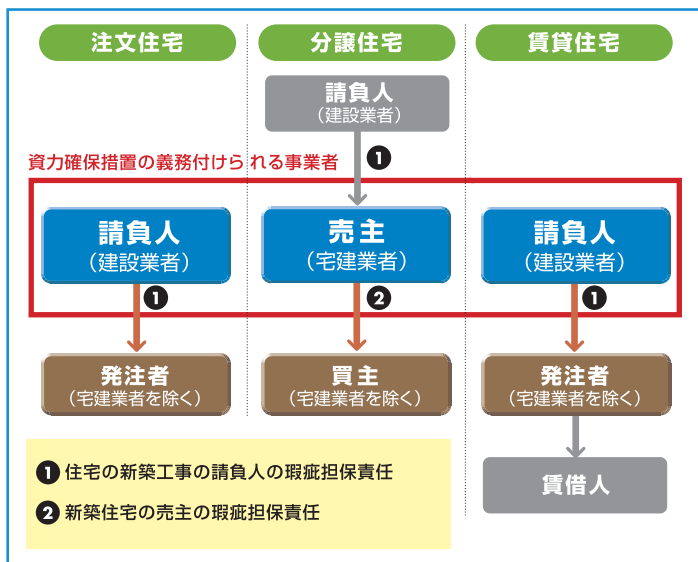 注文住宅
分譲住宅
賃貸住宅
請負人
(建設業者)
❶
資力確保措置の義務付けられる事業者
請負人
(建設業者)
売主
(宅建業者)
請負人
(建設業者)
❶
❷
❶
発注者
(宅建業者を除く)
買主
(宅建業者を除く)
発注者
(宅建業者を除く)
賃借人
❶ 住宅の新築工事の請負人の瑕疵担保責任
❷ 新築住宅の売主の瑕疵担保責任